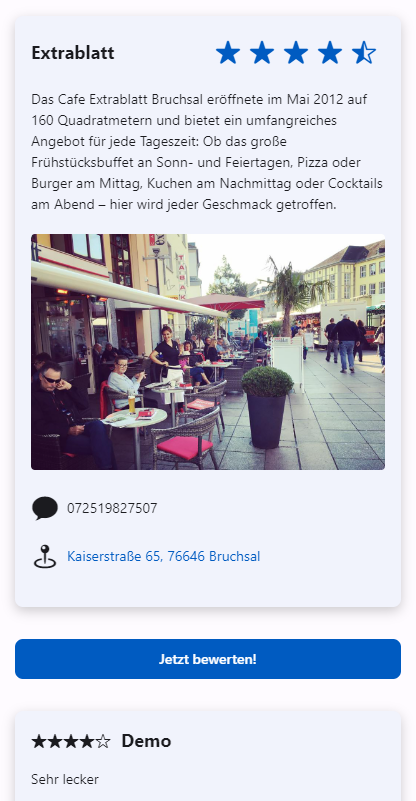 Extrablatt
Das Cafe Extrablatt Bruchsal eröffnete im Mai 2012 auf
160 Quadratmetern und bietet ein umfangreiches
Angebot für jede Tageszeit: Ob das große
Frühstücksbuffet an Sonn- und Feiertagen, Pizza oder
Burger am Mittag, Kuchen am Nachmittag oder Cocktails
am Abend – hier wird jeder Geschmack getroffen.
072519827507
Kaiserstraße 65, 76646 Bruchsal
Jetzt bewerten!
★★★★☆ Demo
Sehr lecker